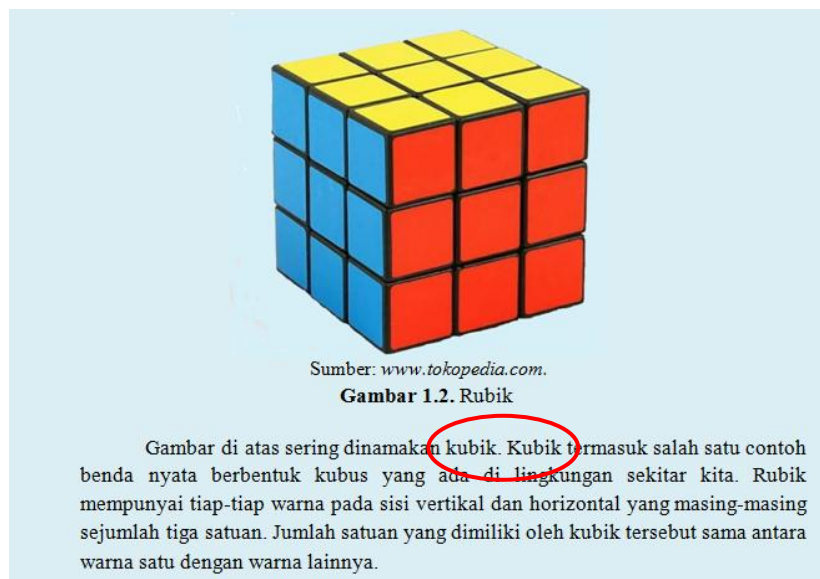 Sumber: www.tokopedia.com.
Gambar 1.2. Rubik
Gambar di atas sering dinamakan kubik. Kubik termasuk salah satu contoh
benda nyata berbentuk kubus yang ada di lingkungan sekitar kita. Rubik
mempunyai tiap-tiap warna pada sisi vertikal dan horizontal yang masing-masing
sejumlah tiga satuan. Jumlah satuan yang dimiliki oleh kubik tersebut sama antara
warna satu dengan warna lainnya.